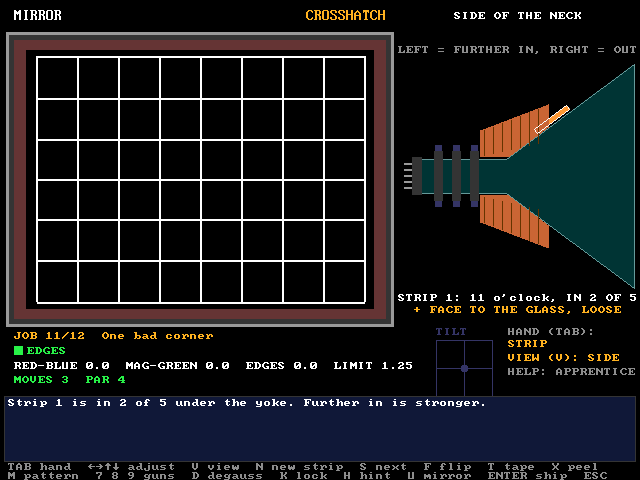 MIRROR
CROSSHATCH
SIDE OF THE NECK
LEFT = FURTHER IN, RIGHT = OUT
STRIP 1: 11 o'clock, IN 2 OF 5
+ FACE TO THE GLASS, LOOSE
JOB 11/12 One bad corner
EDGES
RED-BLUE 0.0 MAG-GREEN 0.0 EDGES 0.0 LIMIT 1.25
MOVES 3 PAR 4
TILT
HAND (TAB):
STRIP
VIEW (V): SIDE
HELP: APPRENTICE
Strip 1 is in 2 of 5 under the yoke. Further in is stronger.
TAB hand ←→↑↓ adjust V view N new strip S next F flip T tape X peel
M pattern 7 8 9 guns D degauss K lock H hint U mirror ENTER ship ESC